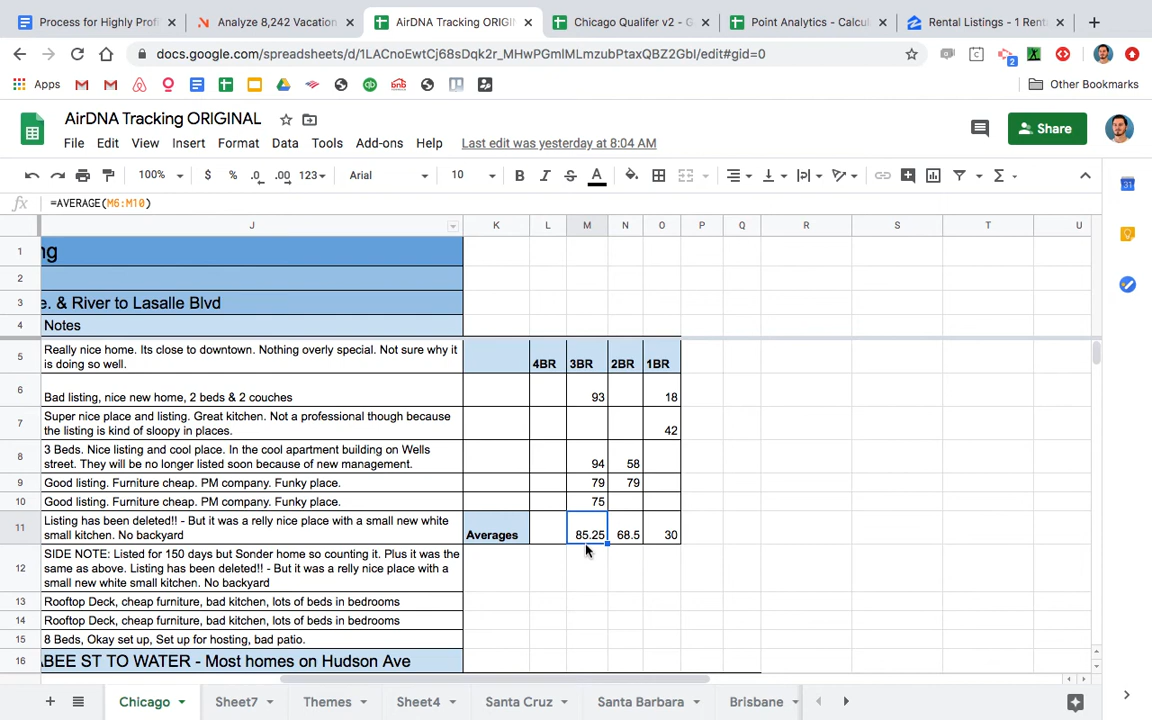 Process for Highly Profi
Analyze 8,242 Vacation
AirDNA Tracking ORIGIN
Chicago Qualifer v2 - G
Point Analytics - Calcul
Rental Listings - 1 Rent
docs.google.com/spreadsheets/d/1LACnoEwtCj68sDqk2r_MHwPGmlMLmzubPtaxQBZ2GbI/edit#gid=0
2
Apps
bnb
Other Bookmarks
AirDNA Tracking ORIGINAL
File Edit View Insert Format Data Tools Add-ons Help Last edit was yesterday at 8:04 AM
Share
100% $ % .0 .00 123 Arial 10 B I S A
fx =AVERAGE(M6:M10)
J K L M N O P Q R S T U
1 ng
2
3 e. & River to Lasalle Blvd
4 Notes
5 Really nice home. Its close to downtown. Nothing overly special. Not sure why it
is doing so well.
4BR 3BR 2BR 1BR
6 Bad listing, nice new home, 2 beds & 2 couches 93 18
7 Super nice place and listing. Great kitchen. Not a professional though because
the listing is kind of sloopy in places. 42
8 3 Beds. Nice listing and cool place. In the cool apartment building on Wells
street. They will be no longer listed soon because of new management. 94 58
9 Good listing. Furniture cheap. PM company. Funky place. 79 79
10 Good listing. Furniture cheap. PM company. Funky place. 75
11 Listing has been deleted!! - But it was a relly nice place with a small new white
small kitchen. No backyard Averages 85.25 68.5 30
12 SIDE NOTE: Listed for 150 days but Sonder home so counting it. Plus it was the
same as above. Listing has been deleted!! - But it was a relly nice place with a
small new white small kitchen. No backyard
13 Rooftop Deck, cheap furniture, bad kitchen, lots of beds in bedrooms
14 Rooftop Deck, cheap furniture, bad kitchen, lots of beds in bedrooms
15 8 Beds, Okay set up, Set up for hosting, bad patio.
16 ABEE ST TO WATER - Most homes on Hudson Ave
Chicago Sheet7 Themes Sheet4 Santa Cruz Santa Barbara Brisbane
31